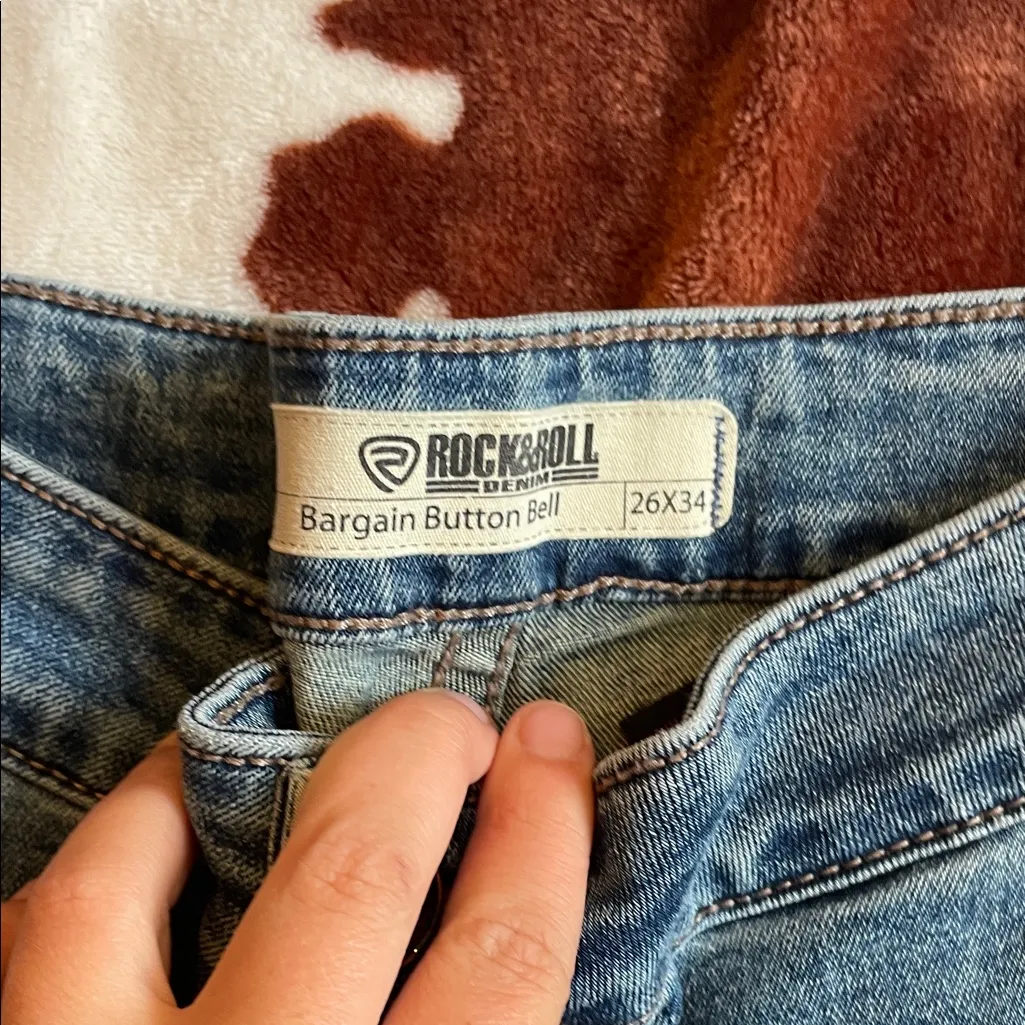 ROCK&ROLL
DENIM
Bargain Button Bell
26X34